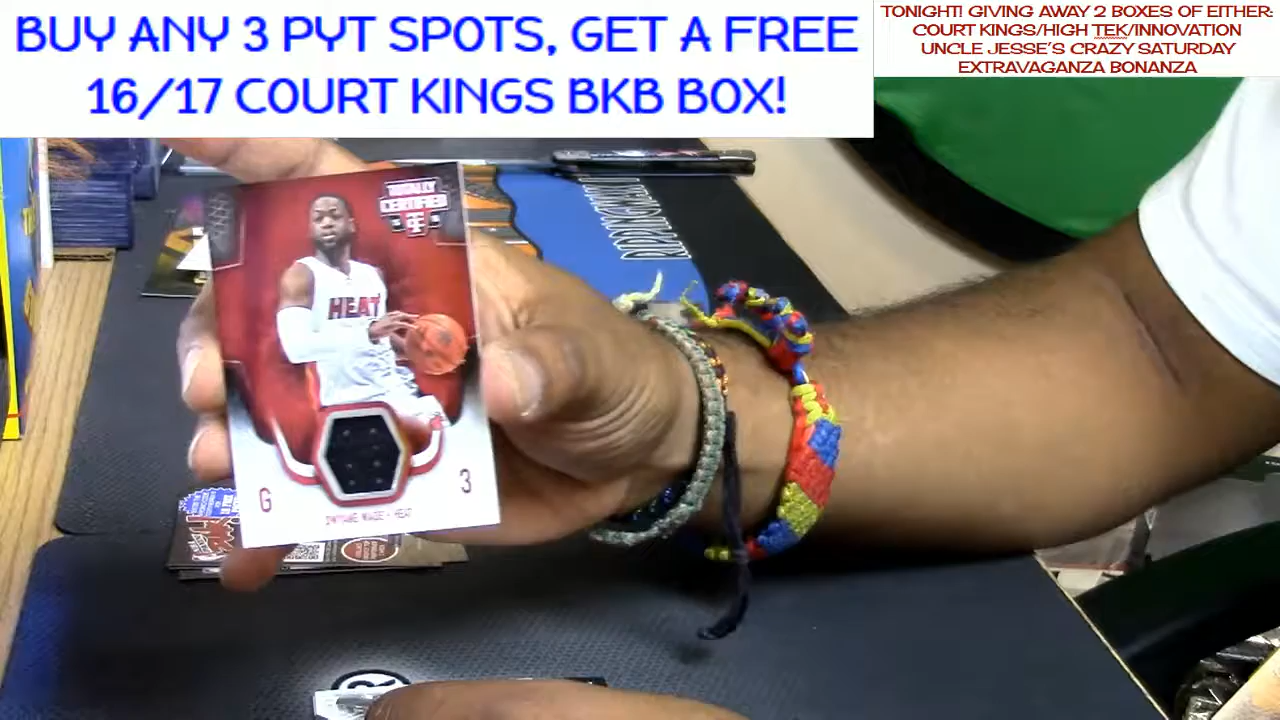 BUY ANY 3 PYT SPOTS, GET A FREE
16/17 COURT KINGS BKB BOX!
TONIGHT! GIVING AWAY 2 BOXES OF EITHER:
COURT KINGS/HIGH TEK/INNOVATION
UNCLE JESSE'S CRAZY SATURDAY
EXTRAVAGANZA BONANZA
TOTALLY
CERTIFIED
HEAT
G
3
DWYANE WADE - HEAT